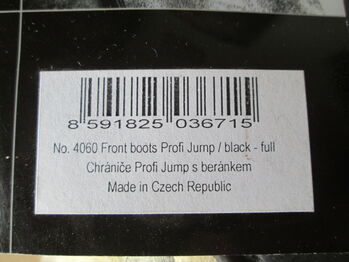 8 591825 036715
No. 4060 Front boots Profi Jump / black - full
Chrániče Profi Jump s beránkem
Made in Czech Republic